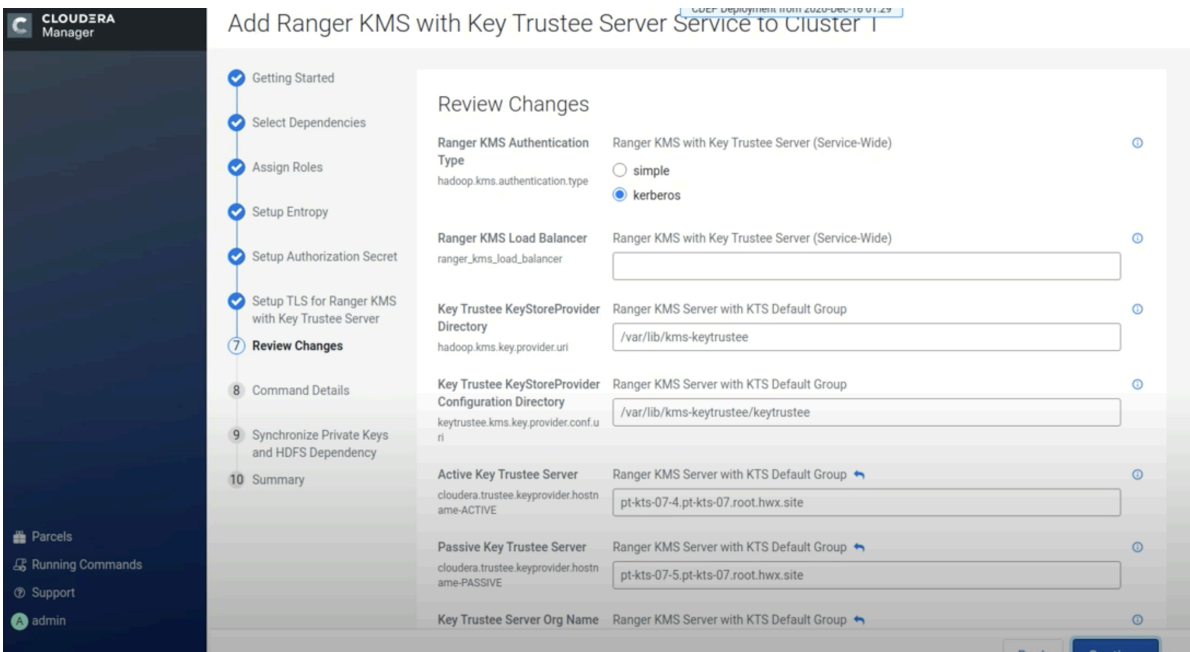 CLOUDERA
Manager
CDEP Deployment from 2020-Dec-16 01:29
Add Ranger KMS with Key Trustee Server Service to Cluster 1
Getting Started
Select Dependencies
Assign Roles
Setup Entropy
Setup Authorization Secret
Setup TLS for Ranger KMS
with Key Trustee Server
7 Review Changes
8 Command Details
9 Synchronize Private Keys
and HDFS Dependency
10 Summary
Parcels
Running Commands
Support
A admin
Review Changes
Ranger KMS Authentication
Type
hadoop.kms.authentication.type
Ranger KMS with Key Trustee Server (Service-Wide)
simple
kerberos
Ranger KMS Load Balancer
ranger_kms_load_balancer
Ranger KMS with Key Trustee Server (Service-Wide)
Key Trustee KeyStoreProvider
Directory
hadoop.kms.key.provider.uri
Ranger KMS Server with KTS Default Group
/var/lib/kms-keytrustee
Key Trustee KeyStoreProvider
Configuration Directory
keytrustee.kms.key.provider.conf.u
ri
Ranger KMS Server with KTS Default Group
/var/lib/kms-keytrustee/keytrustee
Active Key Trustee Server
cloudera.trustee.keyprovider.hostn
ame-ACTIVE
Ranger KMS Server with KTS Default Group
pt-kts-07-4.pt-kts-07.root.hwx.site
Passive Key Trustee Server
cloudera.trustee.keyprovider.hostn
ame-PASSIVE
Ranger KMS Server with KTS Default Group
pt-kts-07-5.pt-kts-07.root.hwx.site
Key Trustee Server Org Name
Ranger KMS Server with KTS Default Group